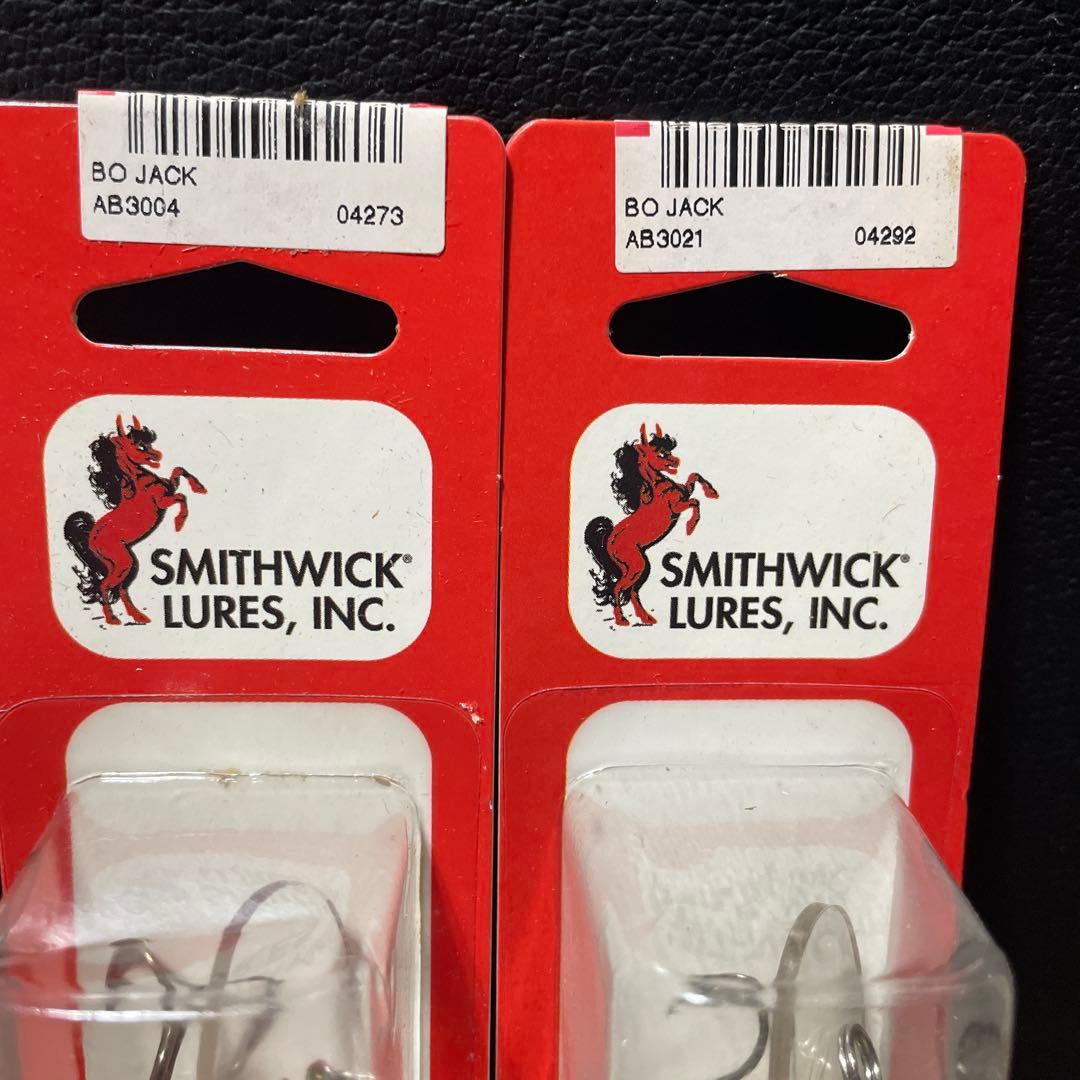 BO JACK
AB3004 04273
SMITHWICK®
LURES, INC.
BO JACK
AB3021 04292
SMITHWICK®
LURES, INC.